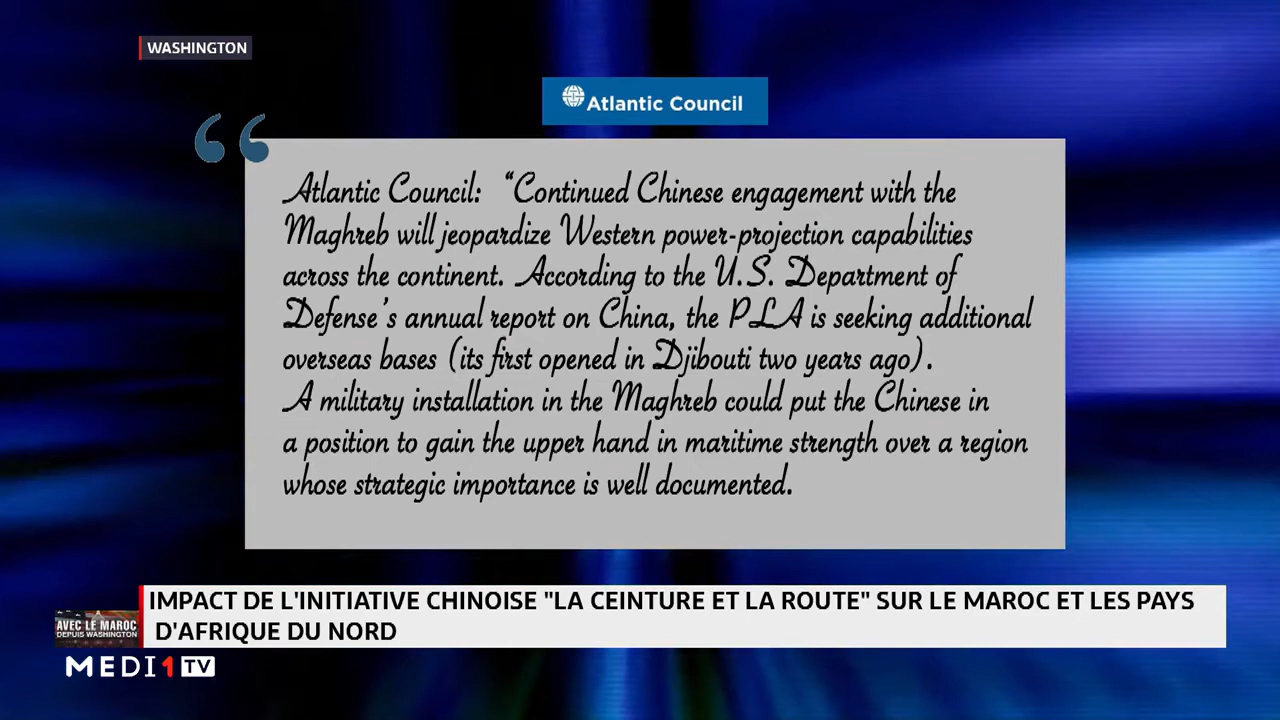 WASHINGTON
Atlantic Council
Atlantic Council: “Continued Chinese engagement with the
Maghreb will jeopardize Western power-projection capabilities
across the continent. According to the U.S. Department of
Defense’s annual report on China, the PLA is seeking additional
overseas bases (its first opened in Djibouti two years ago).
A military installation in the Maghreb could put the Chinese in
a position to gain the upper hand in maritime strength over a region
whose strategic importance is well documented.
IMPACT DE L'INITIATIVE CHINOISE "LA CEINTURE ET LA ROUTE" SUR LE MAROC ET LES PAYS
D'AFRIQUE DU NORD
AVEC LE MAROC
DEPUIS WASHINGTON
MEDI1 TV